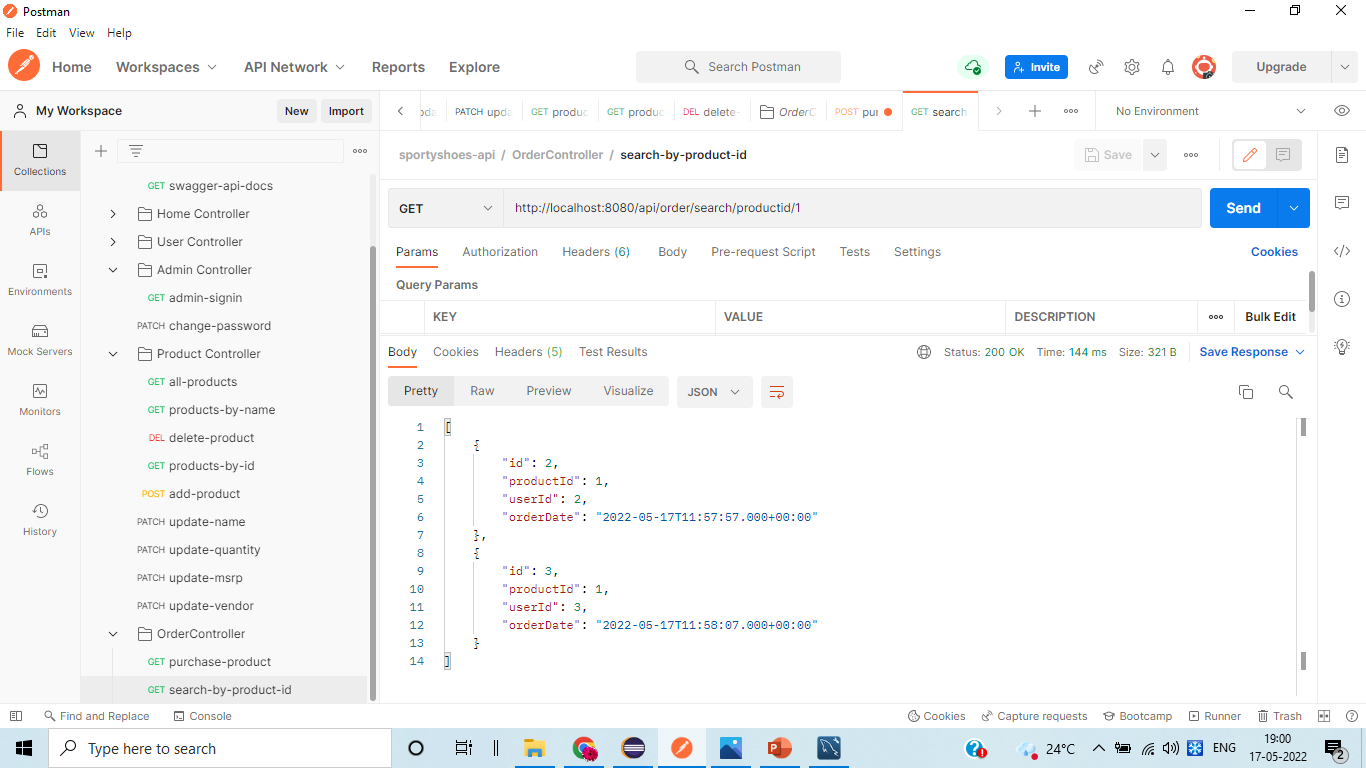 Postman
File Edit View Help
Home Workspaces API Network Reports Explore Search Postman Invite Upgrade
My Workspace New Import
PATCH upda GET produc GET produc DEL delete- OrderC POST pur GET search No Environment
sportyshoes-api / OrderController / search-by-product-id Save
Collections
APIs
Environments
Mock Servers
Monitors
Flows
History
GET swagger-api-docs
Home Controller
User Controller
Admin Controller
GET admin-signin
PATCH change-password
Product Controller
GET all-products
GET products-by-name
DEL delete-product
GET products-by-id
POST add-product
PATCH update-name
PATCH update-quantity
PATCH update-msrp
PATCH update-vendor
OrderController
GET purchase-product
GET search-by-product-id
GET http://localhost:8080/api/order/search/productid/1 Send
Params Authorization Headers (6) Body Pre-request Script Tests Settings Cookies
Query Params
KEY VALUE DESCRIPTION Bulk Edit
Body Cookies Headers (5) Test Results Status: 200 OK Time: 144 ms Size: 321 B Save Response
Pretty Raw Preview Visualize JSON
1 [
2 {
3 "id": 2,
4 "productId": 1,
5 "userId": 2,
6 "orderDate": "2022-05-17T11:57:57.000+00:00"
7 },
8 {
9 "id": 3,
10 "productId": 1,
11 "userId": 3,
12 "orderDate": "2022-05-17T11:58:07.000+00:00"
13 }
14 ]
Find and Replace Console Cookies Capture requests Bootcamp Runner Trash
Type here to search 24°C ENG 19:00
17-05-2022 2